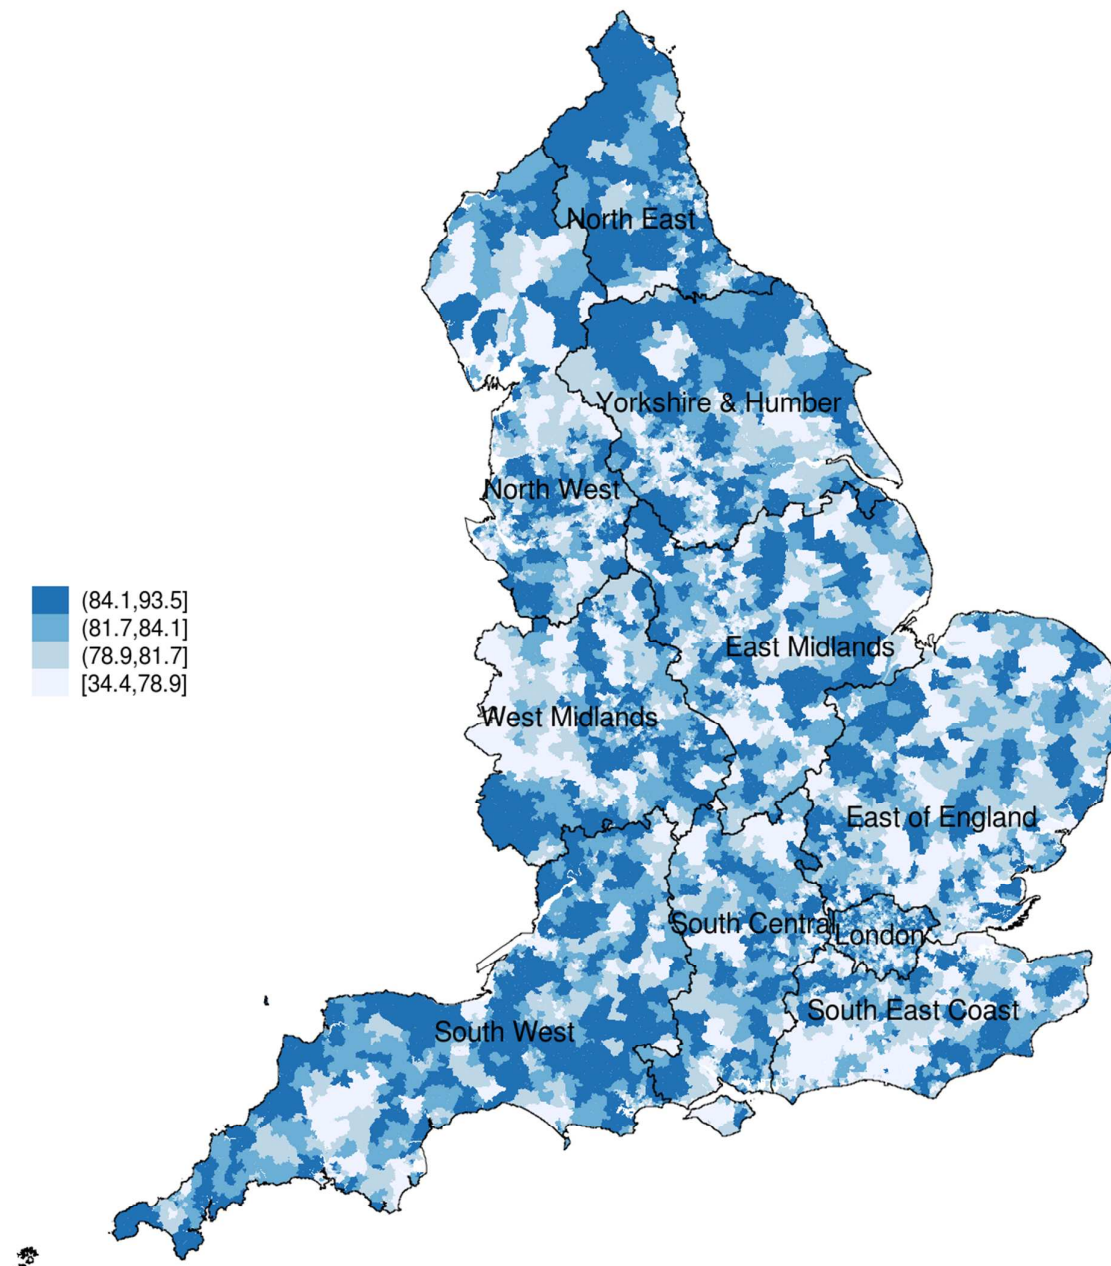 North East
Yorkshire & Humber
North West
(84.1,93.5]
(81.7,84.1]
(78.9,81.7]
[34.4,78.9]
East Midlands
West Midlands
East of England
South Central
London
South East Coast
South West